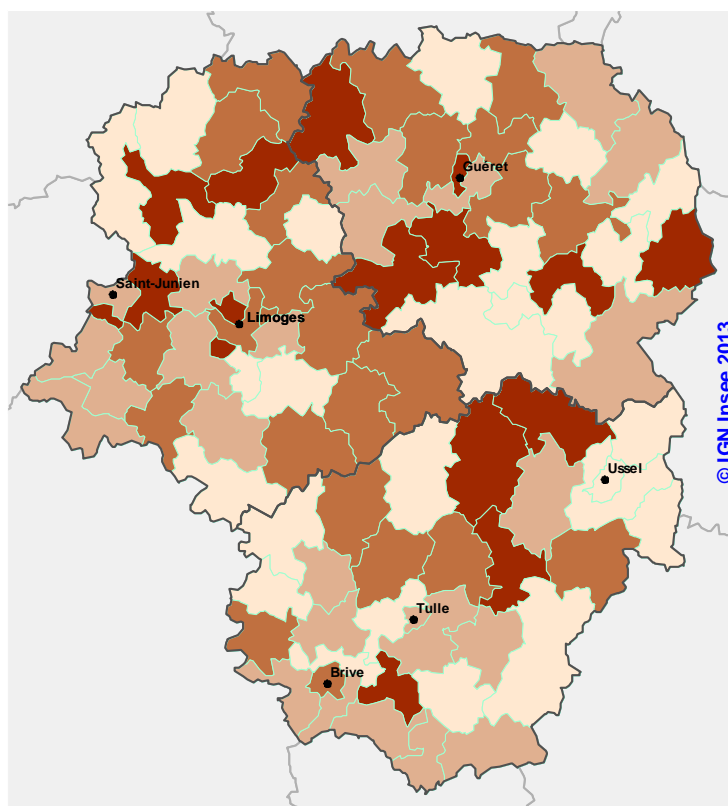 Guéret
Saint-Junien
Limoges
Ussel
Tulle
Brive
© IGN Insee 2013